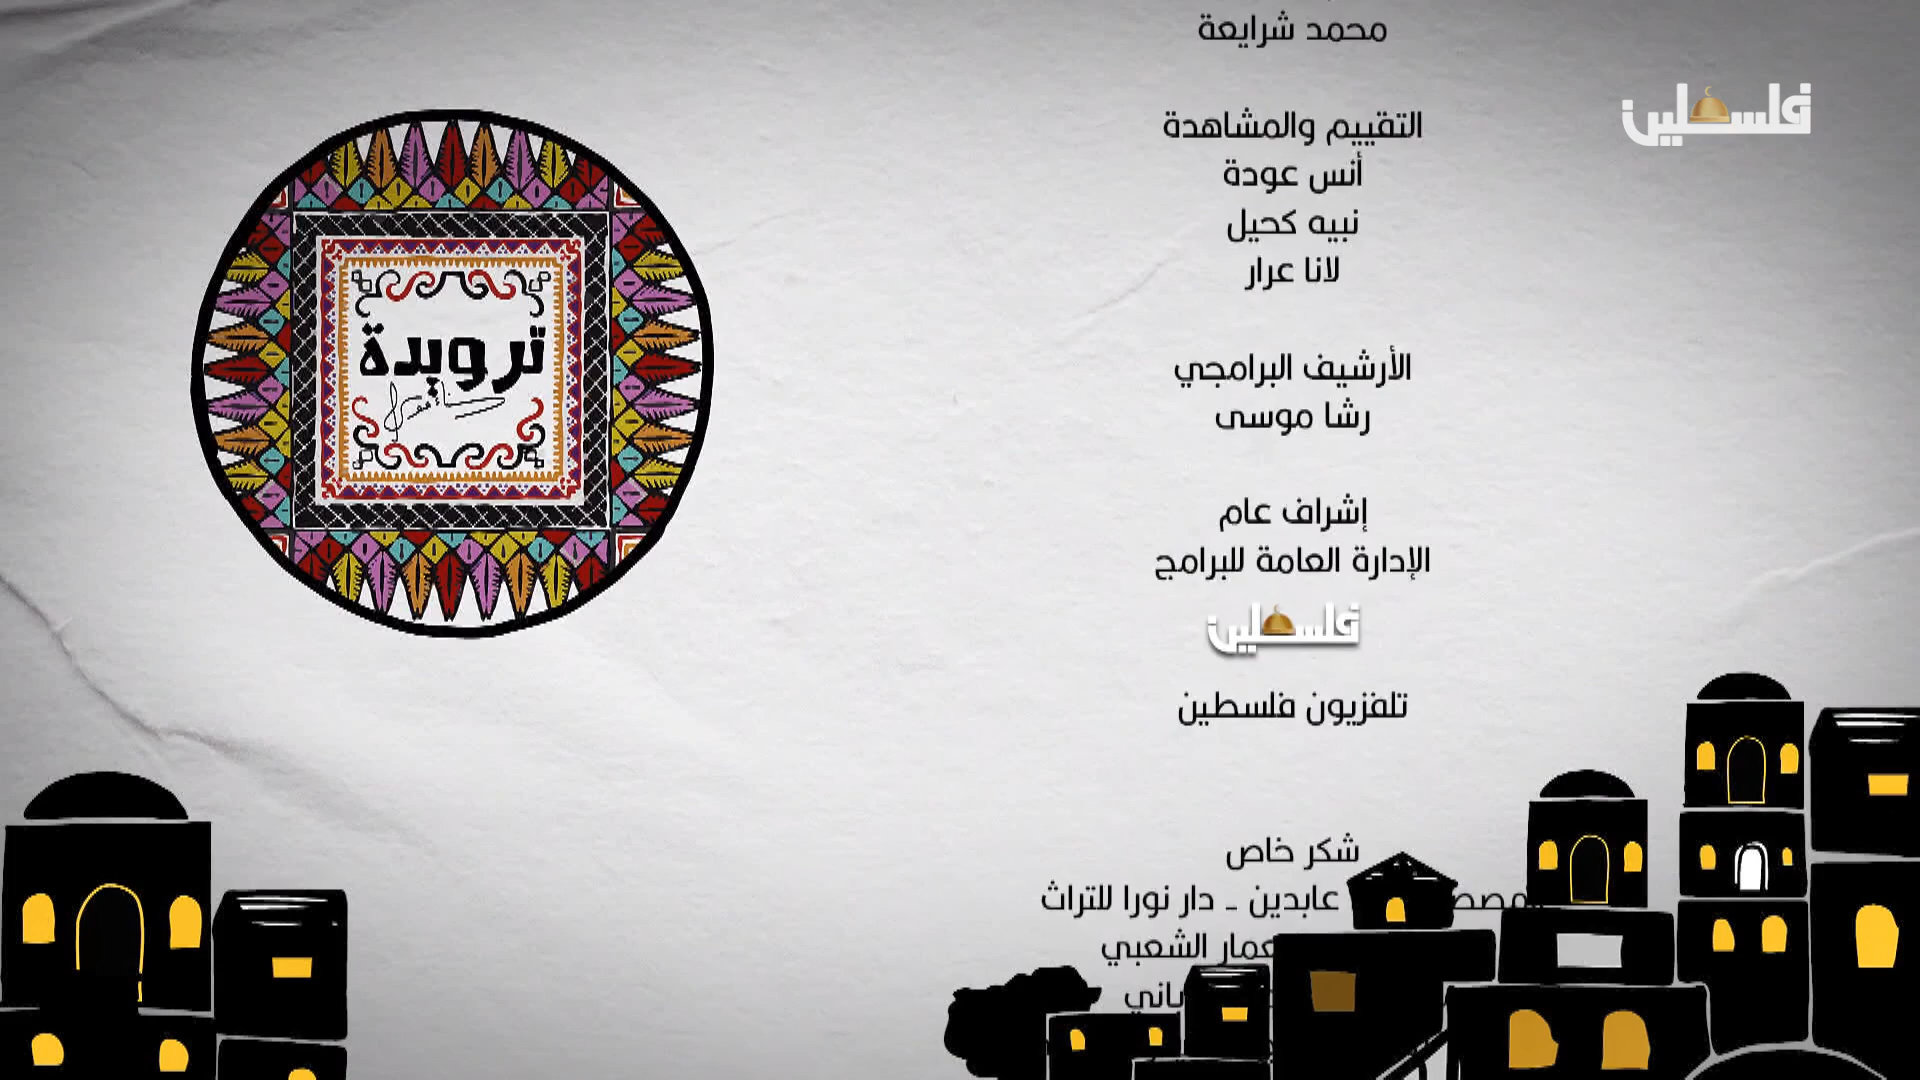 محمد شرايعة
فلسطين
التقييم والمشاهدة
أنس عودة
نبيه كحيل
لانا عرار
ترويدة
الأرشيف البرامجي
رشا موسى
إشراف عام
الإدارة العامة للبرامج
فلسطين
تلفزيون فلسطين
شكر خاص
عابدين - دار نورا للتراث
الشعبي